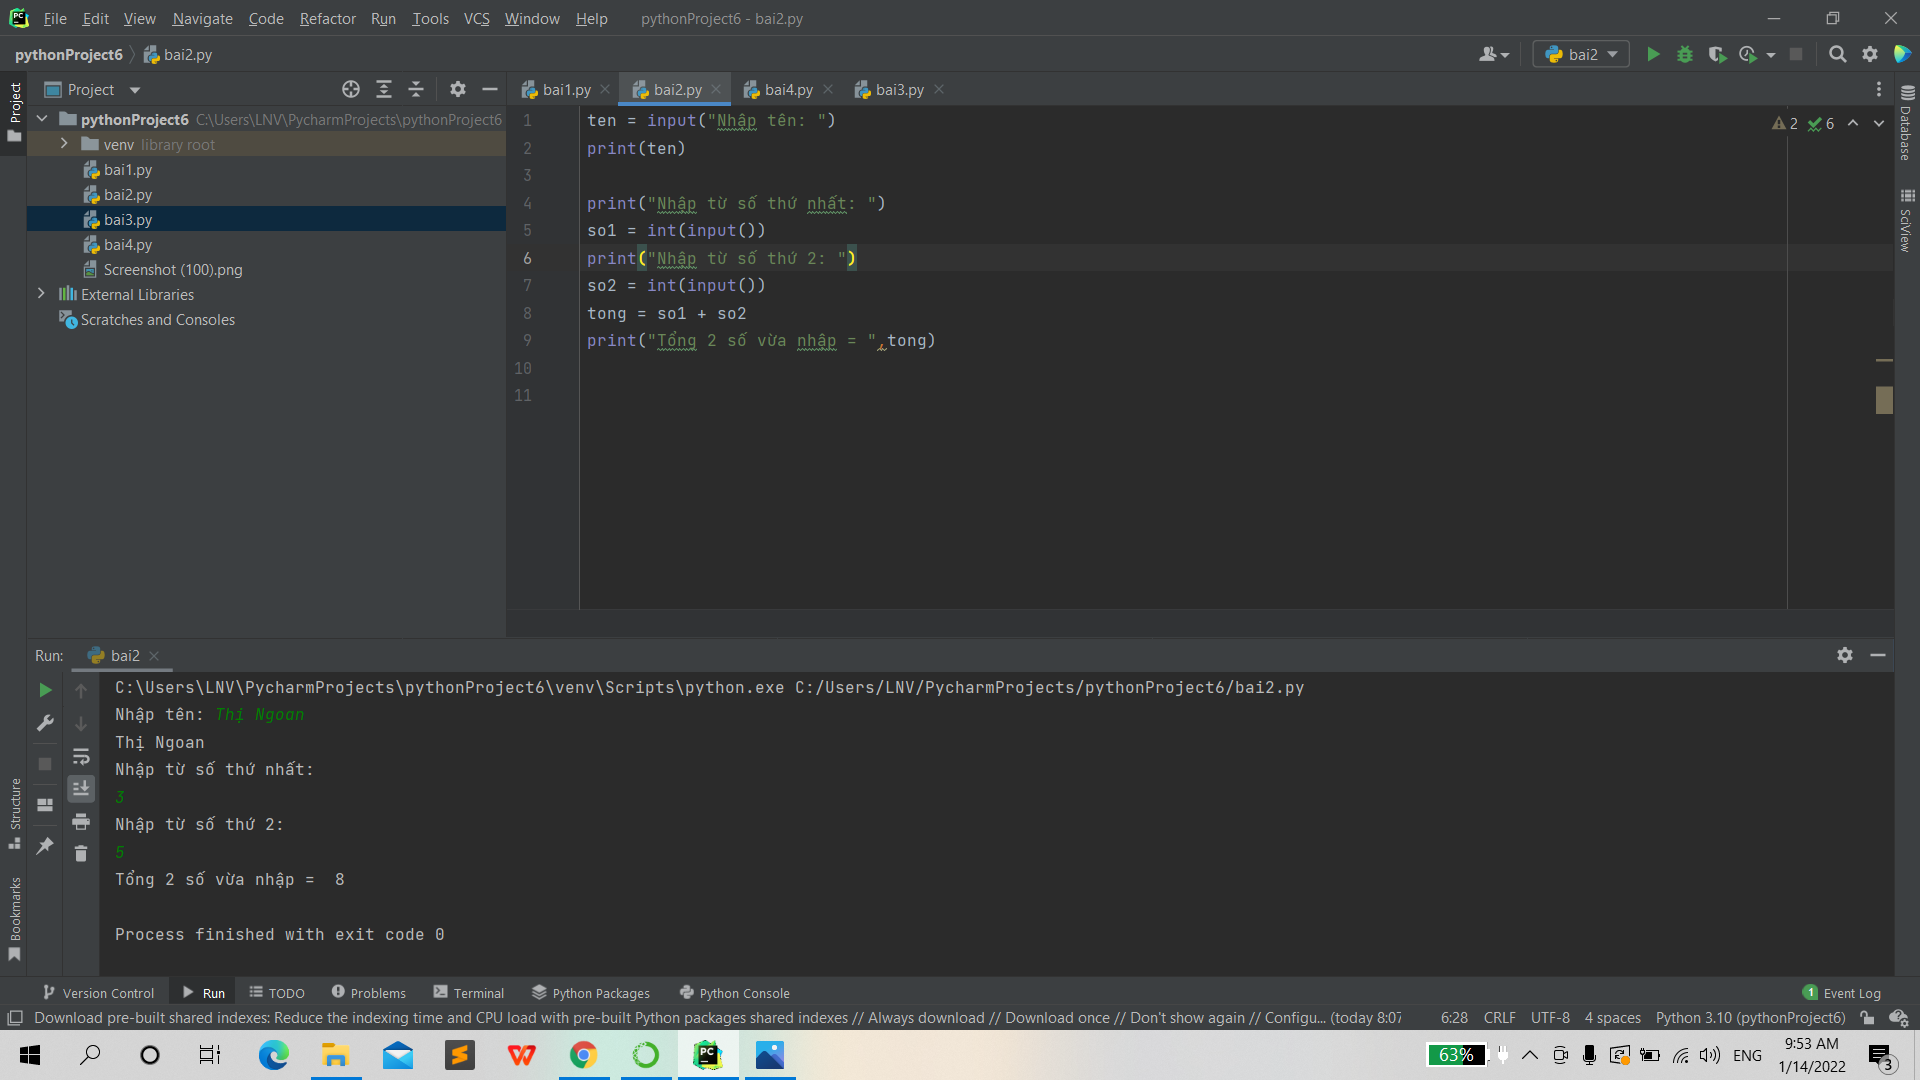 File Edit View Navigate Code Refactor Run Tools VCS Window Help pythonProject6 - bai2.py
pythonProject6 bai2.py bai2
Project bai1.py bai2.py bai4.py bai3.py
Project
pythonProject6 C:\Users\LNV\PycharmProjects\pythonProject6
venv library root
bai1.py
bai2.py
bai3.py
bai4.py
Screenshot (100).png
External Libraries
Scratches and Consoles
1 ten = input("Nhập tên: ")
2 print(ten)
3
4 print("Nhập từ số thứ nhất: ")
5 so1 = int(input())
6 print("Nhập từ số thứ 2: ")
7 so2 = int(input())
8 tong = so1 + so2
9 print("Tổng 2 số vừa nhập = ",tong)
10
11
2 6
Database
SciView
Run: bai2
C:\Users\LNV\PycharmProjects\pythonProject6\venv\Scripts\python.exe C:/Users/LNV/PycharmProjects/pythonProject6/bai2.py
Nhập tên: Thị Ngoan
Thị Ngoan
Nhập từ số thứ nhất:
3
Nhập từ số thứ 2:
5
Tổng 2 số vừa nhập =  8
Process finished with exit code 0
Structure
Bookmarks
Version Control Run TODO Problems Terminal Python Packages Python Console 1 Event Log
Download pre-built shared indexes: Reduce the indexing time and CPU load with pre-built Python packages shared indexes // Always download // Download once // Don't show again // Configu... (today 8:07 6:28 CRLF UTF-8 4 spaces Python 3.10 (pythonProject6)
63% ENG 9:53 AM
1/14/2022 3